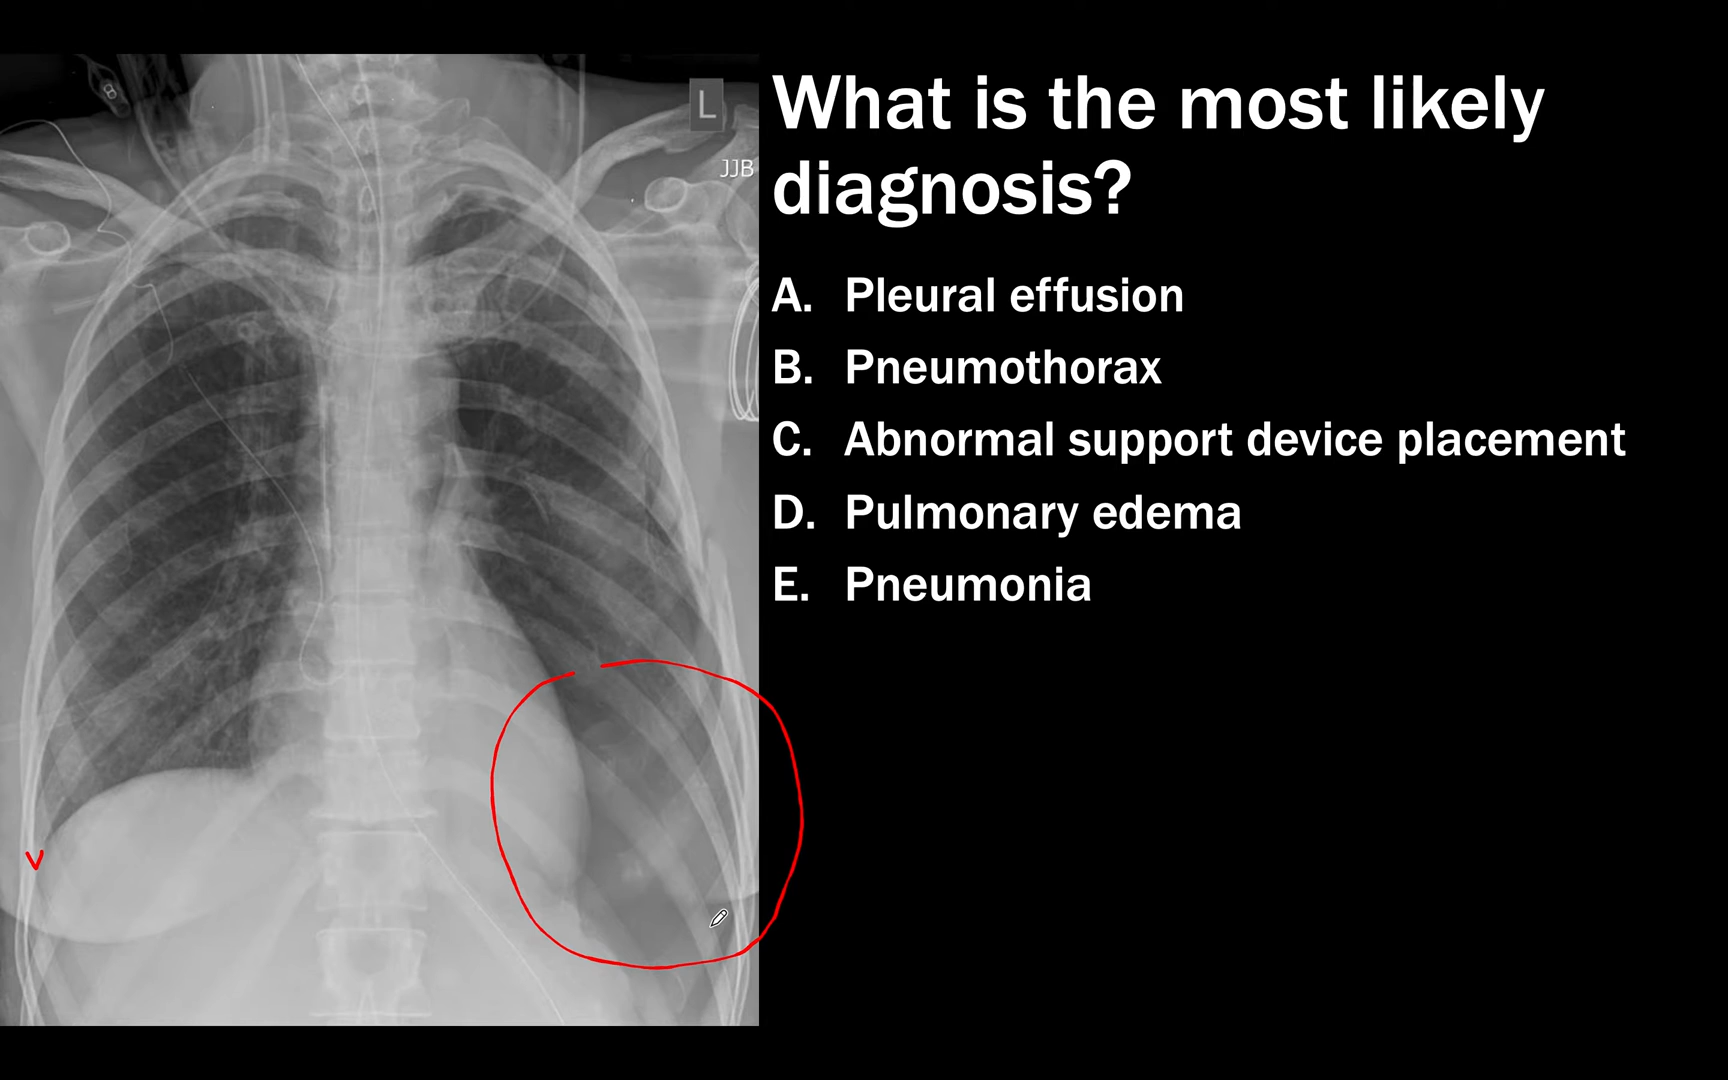 L
JJB
What is the most likely
diagnosis?
A. Pleural effusion
B. Pneumothorax
C. Abnormal support device placement
D. Pulmonary edema
E. Pneumonia